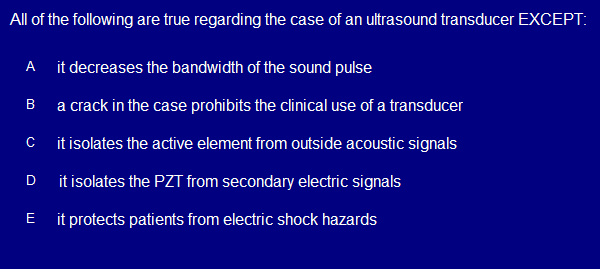 All of the following are true regarding the case of an ultrasound transducer EXCEPT:
A it decreases the bandwidth of the sound pulse
B a crack in the case prohibits the clinical use of a transducer
C it isolates the active element from outside acoustic signals
D it isolates the PZT from secondary electric signals
E it protects patients from electric shock hazards